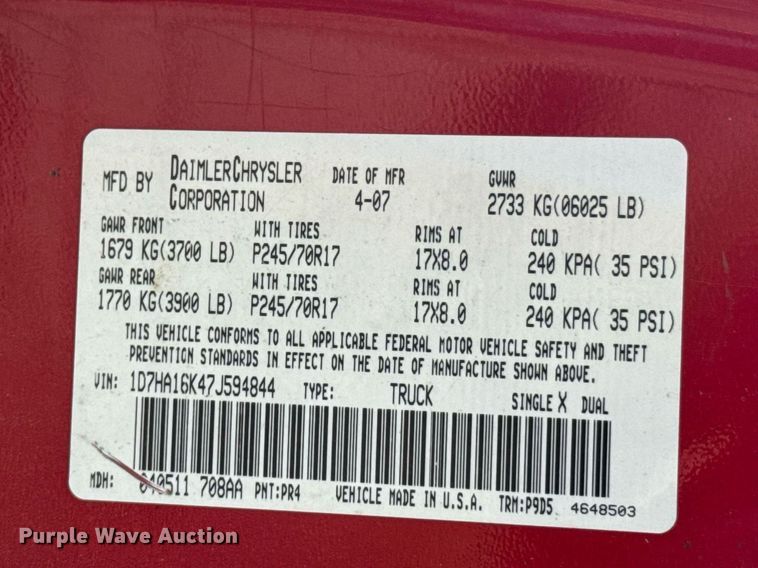 MFD BY DAIMLERCHRYSLER CORPORATION DATE OF MFR 4-07 GVWR 2733 KG(06025 LB)
GAWR FRONT WITH TIRES RIMS AT COLD
1679 KG(3700 LB) P245/70R17 17X8.0 240 KPA( 35 PSI)
GAWR REAR WITH TIRES RIMS AT COLD
1770 KG(3900 LB) P245/70R17 17X8.0 240 KPA( 35 PSI)
THIS VEHICLE CONFORMS TO ALL APPLICABLE FEDERAL MOTOR VEHICLE SAFETY AND THEFT
PREVENTION STANDARDS IN EFFECT ON THE DATE OF MANUFACTURE SHOWN ABOVE.
VIN: 1D7HA16K47J594844 TYPE: TRUCK SINGLE X DUAL
MDH: 040511 708AA PNT:PR4 VEHICLE MADE IN U.S.A. TRM:P9D5 4648503
Purple Wave Auction